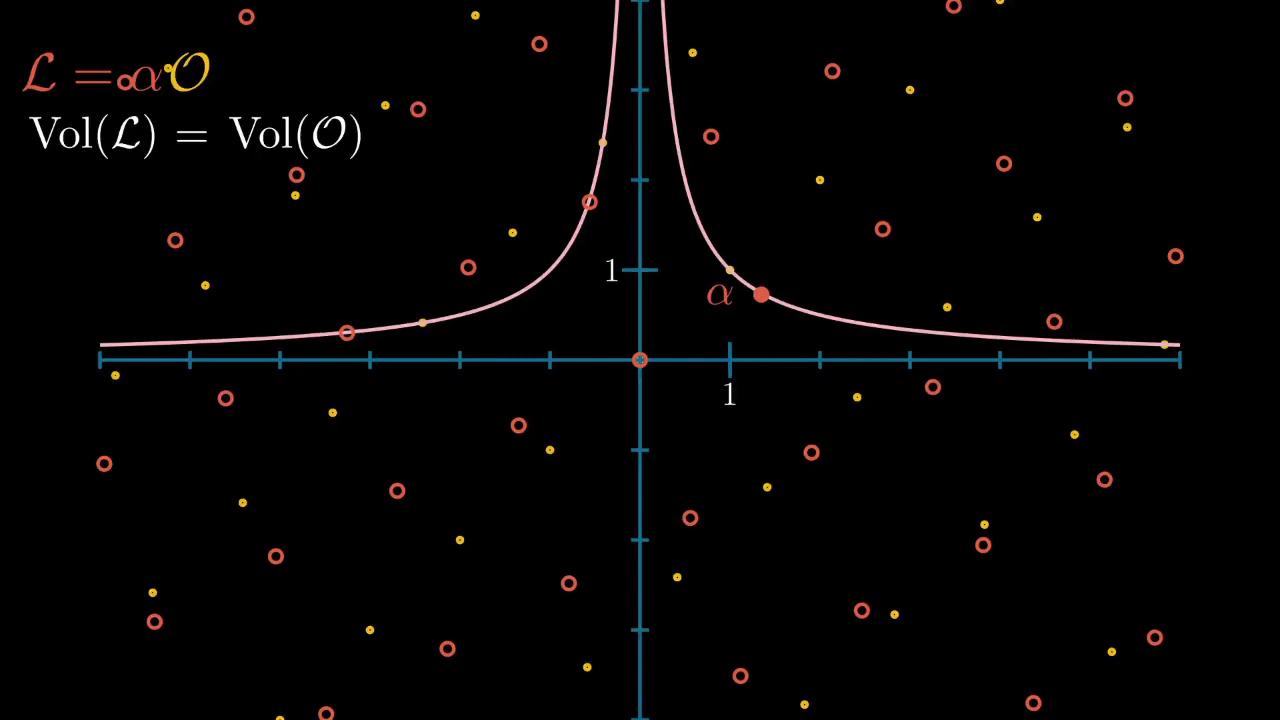 ℒ = α𝒪
Vol(ℒ) = Vol(𝒪)
1
α
1